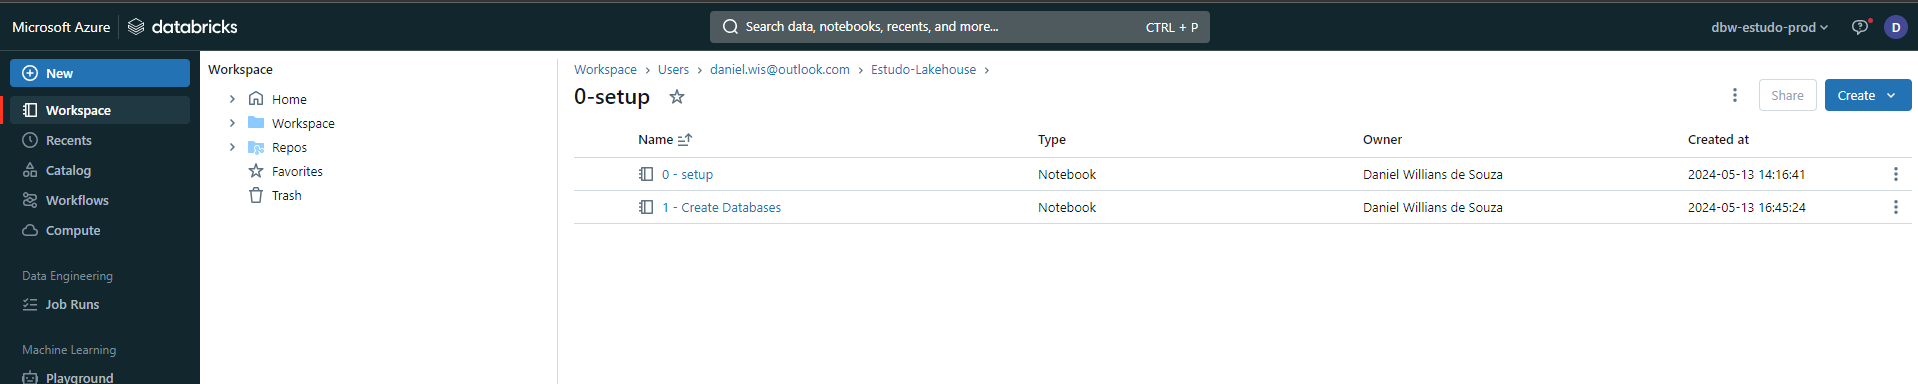 Microsoft Azure databricks
Search data, notebooks, recents, and more... CTRL + P
dbw-estudo-prod
D
New
Workspace
Recents
Catalog
Workflows
Compute
Data Engineering
Job Runs
Machine Learning
Playground
Workspace
Home
Workspace
Repos
Favorites
Trash
Workspace > Users > daniel.wis@outlook.com > Estudo-Lakehouse >
0-setup
Share
Create
Name Type Owner Created at
0 - setup Notebook Daniel Willians de Souza 2024-05-13 14:16:41
1 - Create Databases Notebook Daniel Willians de Souza 2024-05-13 16:45:24